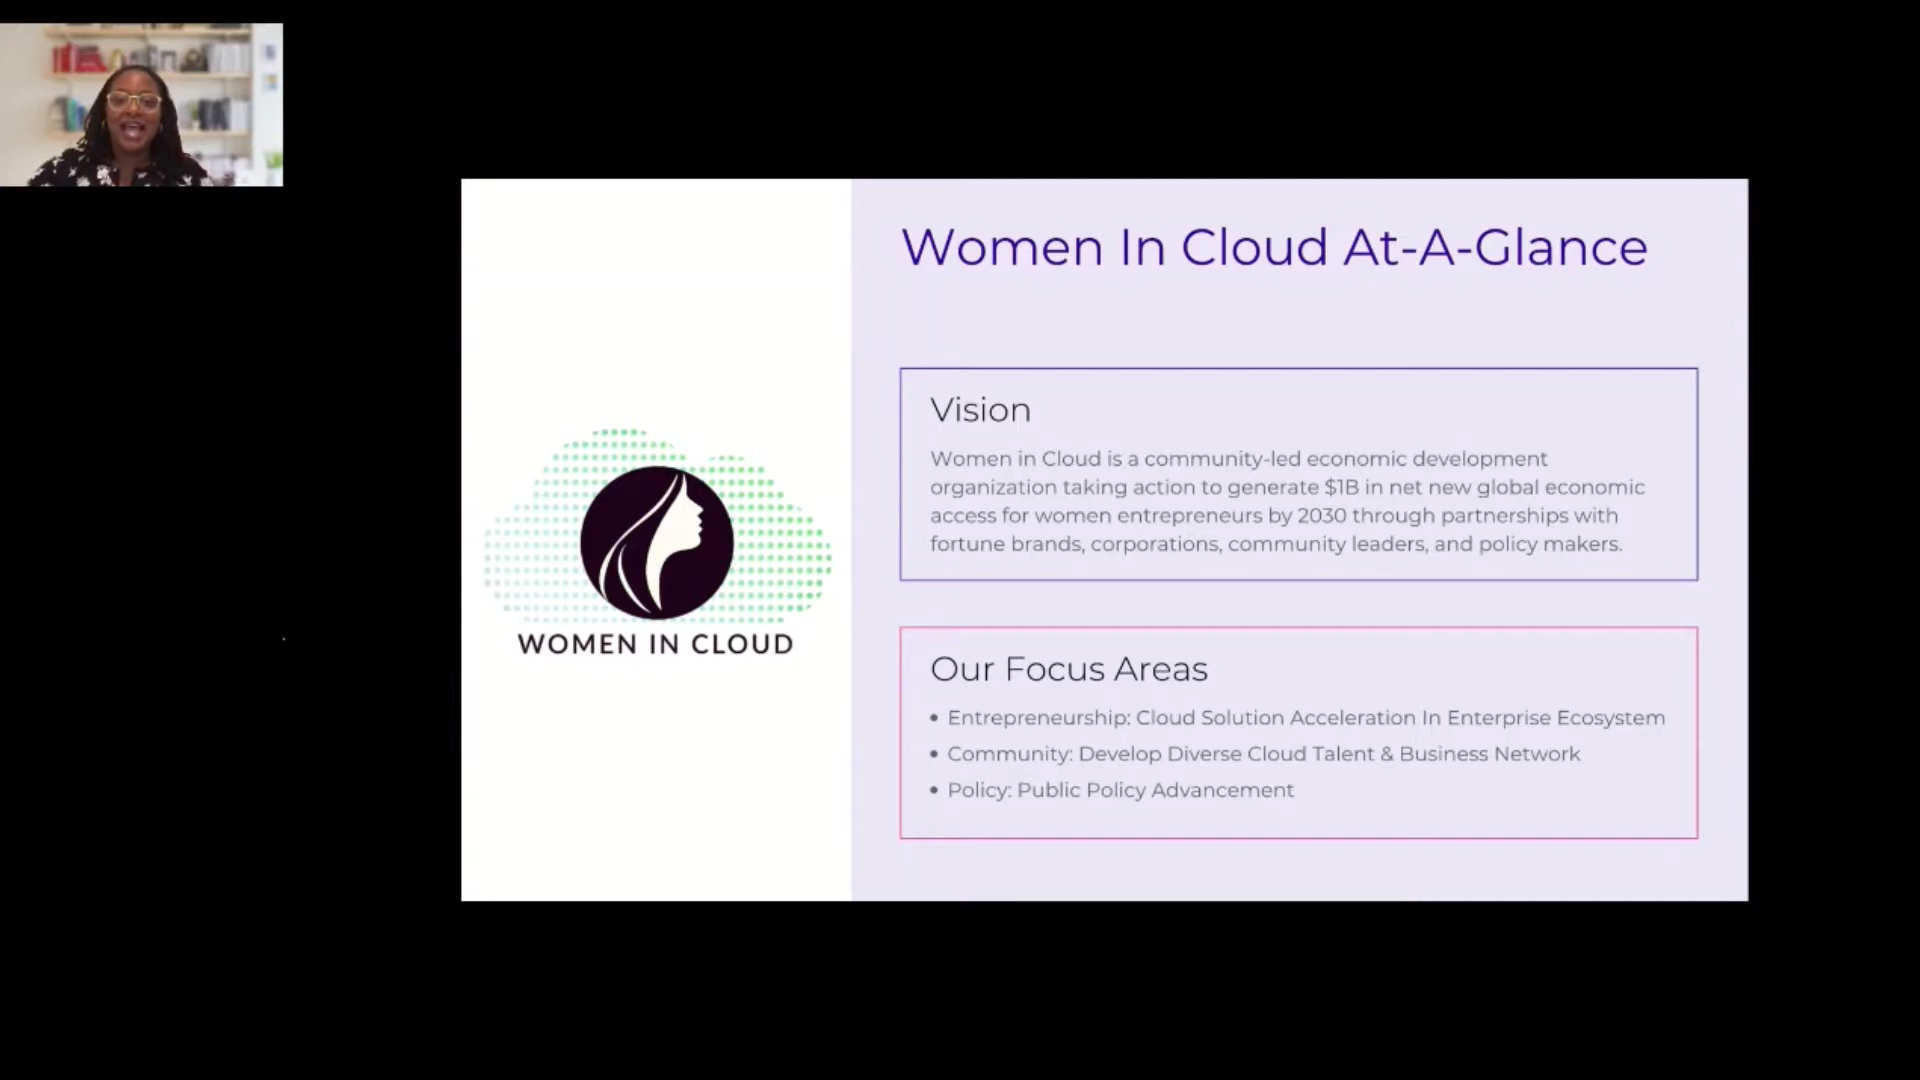 WOMEN IN CLOUD
Women In Cloud At-A-Glance
Vision
Women in Cloud is a community-led economic development
organization taking action to generate $1B in net new global economic
access for women entrepreneurs by 2030 through partnerships with
fortune brands, corporations, community leaders, and policy makers.
Our Focus Areas
• Entrepreneurship: Cloud Solution Acceleration In Enterprise Ecosystem
• Community: Develop Diverse Cloud Talent & Business Network
• Policy: Public Policy Advancement